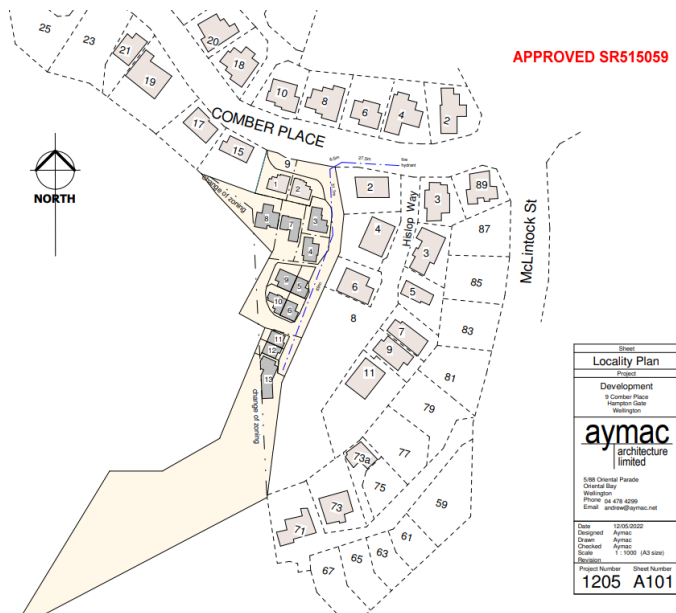 APPROVED SR515059
25
23
21
19
20
18
17
15
10
8
6
4
2
COMBER PLACE
NORTH
9
change of zoning
1
2
3
4
5
6
7
8
9
10
11
12
13
change of zoning
2
4
6
8
Hislop Way
3
3
5
7
9
11
89
87
85
83
81
79
77
75
73a
73
71
67
65
63
61
59
McLintock St
27.0m
fire
hydrant
Sheet
Locality Plan
Project
Development
9 Comber Place
Hampton Gate
Wellington
aymac
architecture
limited
5/88 Oriental Parade
Oriental Bay
Wellington
Phone 04 478 4299
Email andrew@aymac.net
Date 12/05/2022
Designed Aymac
Drawn Aymac
Checked Aymac
Scale 1 : 1000 (A3 size)
Revision
Project Number Sheet Number
1205 A101